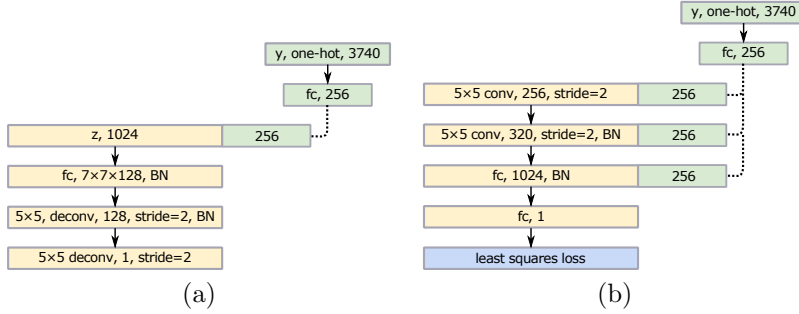 y, one-hot, 3740
fc, 256
z, 1024 256
fc, 7×7×128, BN
5×5, deconv, 128, stride=2, BN
5×5 deconv, 1, stride=2
(a)
y, one-hot, 3740
fc, 256
5×5 conv, 256, stride=2 256
5×5 conv, 320, stride=2, BN 256
fc, 1024, BN 256
fc, 1
least squares loss
(b)